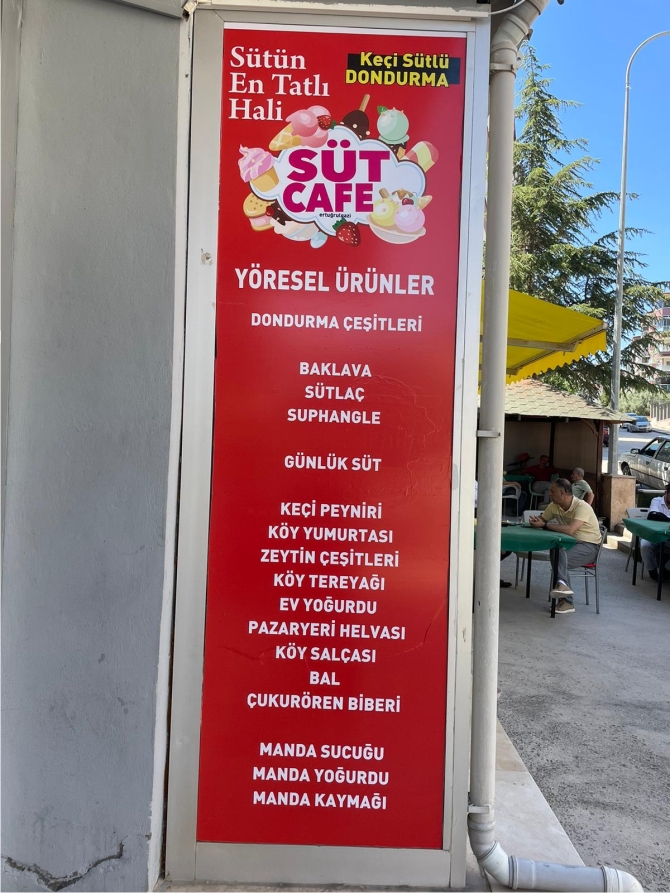 Sütün
En Tatlı
Hali
Keçi Sütlü
DONDURMA
SÜT
CAFE
ertuğrulgazi
YÖRESEL ÜRÜNLER
DONDURMA ÇEŞİTLERİ
BAKLAVA
SÜTLAÇ
SUPHANGLE
GÜNLÜK SÜT
KEÇİ PEYNİRİ
KÖY YUMURTASI
ZEYTİN ÇEŞİTLERİ
KÖY TEREYAĞI
EV YOĞURDU
PAZARYERİ HELVASI
KÖY SALÇASI
BAL
ÇUKURÖREN BİBERİ
MANDA SUCUĞU
MANDA YOĞURDU
MANDA KAYMAĞI